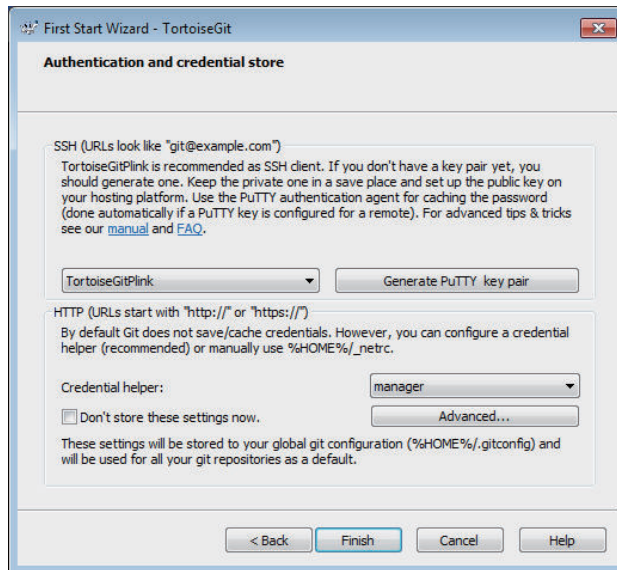 First Start Wizard - TortoiseGit
Authentication and credential store
SSH (URLs look like "git@example.com")
TortoiseGitPlink is recommended as SSH client. If you don't have a key pair yet, you
should generate one. Keep the private one in a save place and set up the public key on
your hosting platform. Use the PuTTY authentication agent for caching the password
(done automatically if a PuTTY key is configured for a remote). For advanced tips & tricks
see our manual and FAQ.
TortoiseGitPlink
Generate PuTTY key pair
HTTP (URLs start with "http://" or "https://")
By default Git does not save/cache credentials. However, you can configure a credential
helper (recommended) or manually use %HOME%/_netrc.
Credential helper:
manager
Don't store these settings now.
Advanced...
These settings will be stored to your global git configuration (%HOME%/.gitconfig) and
will be used for all your git repositories as a default.
< Back
Finish
Cancel
Help